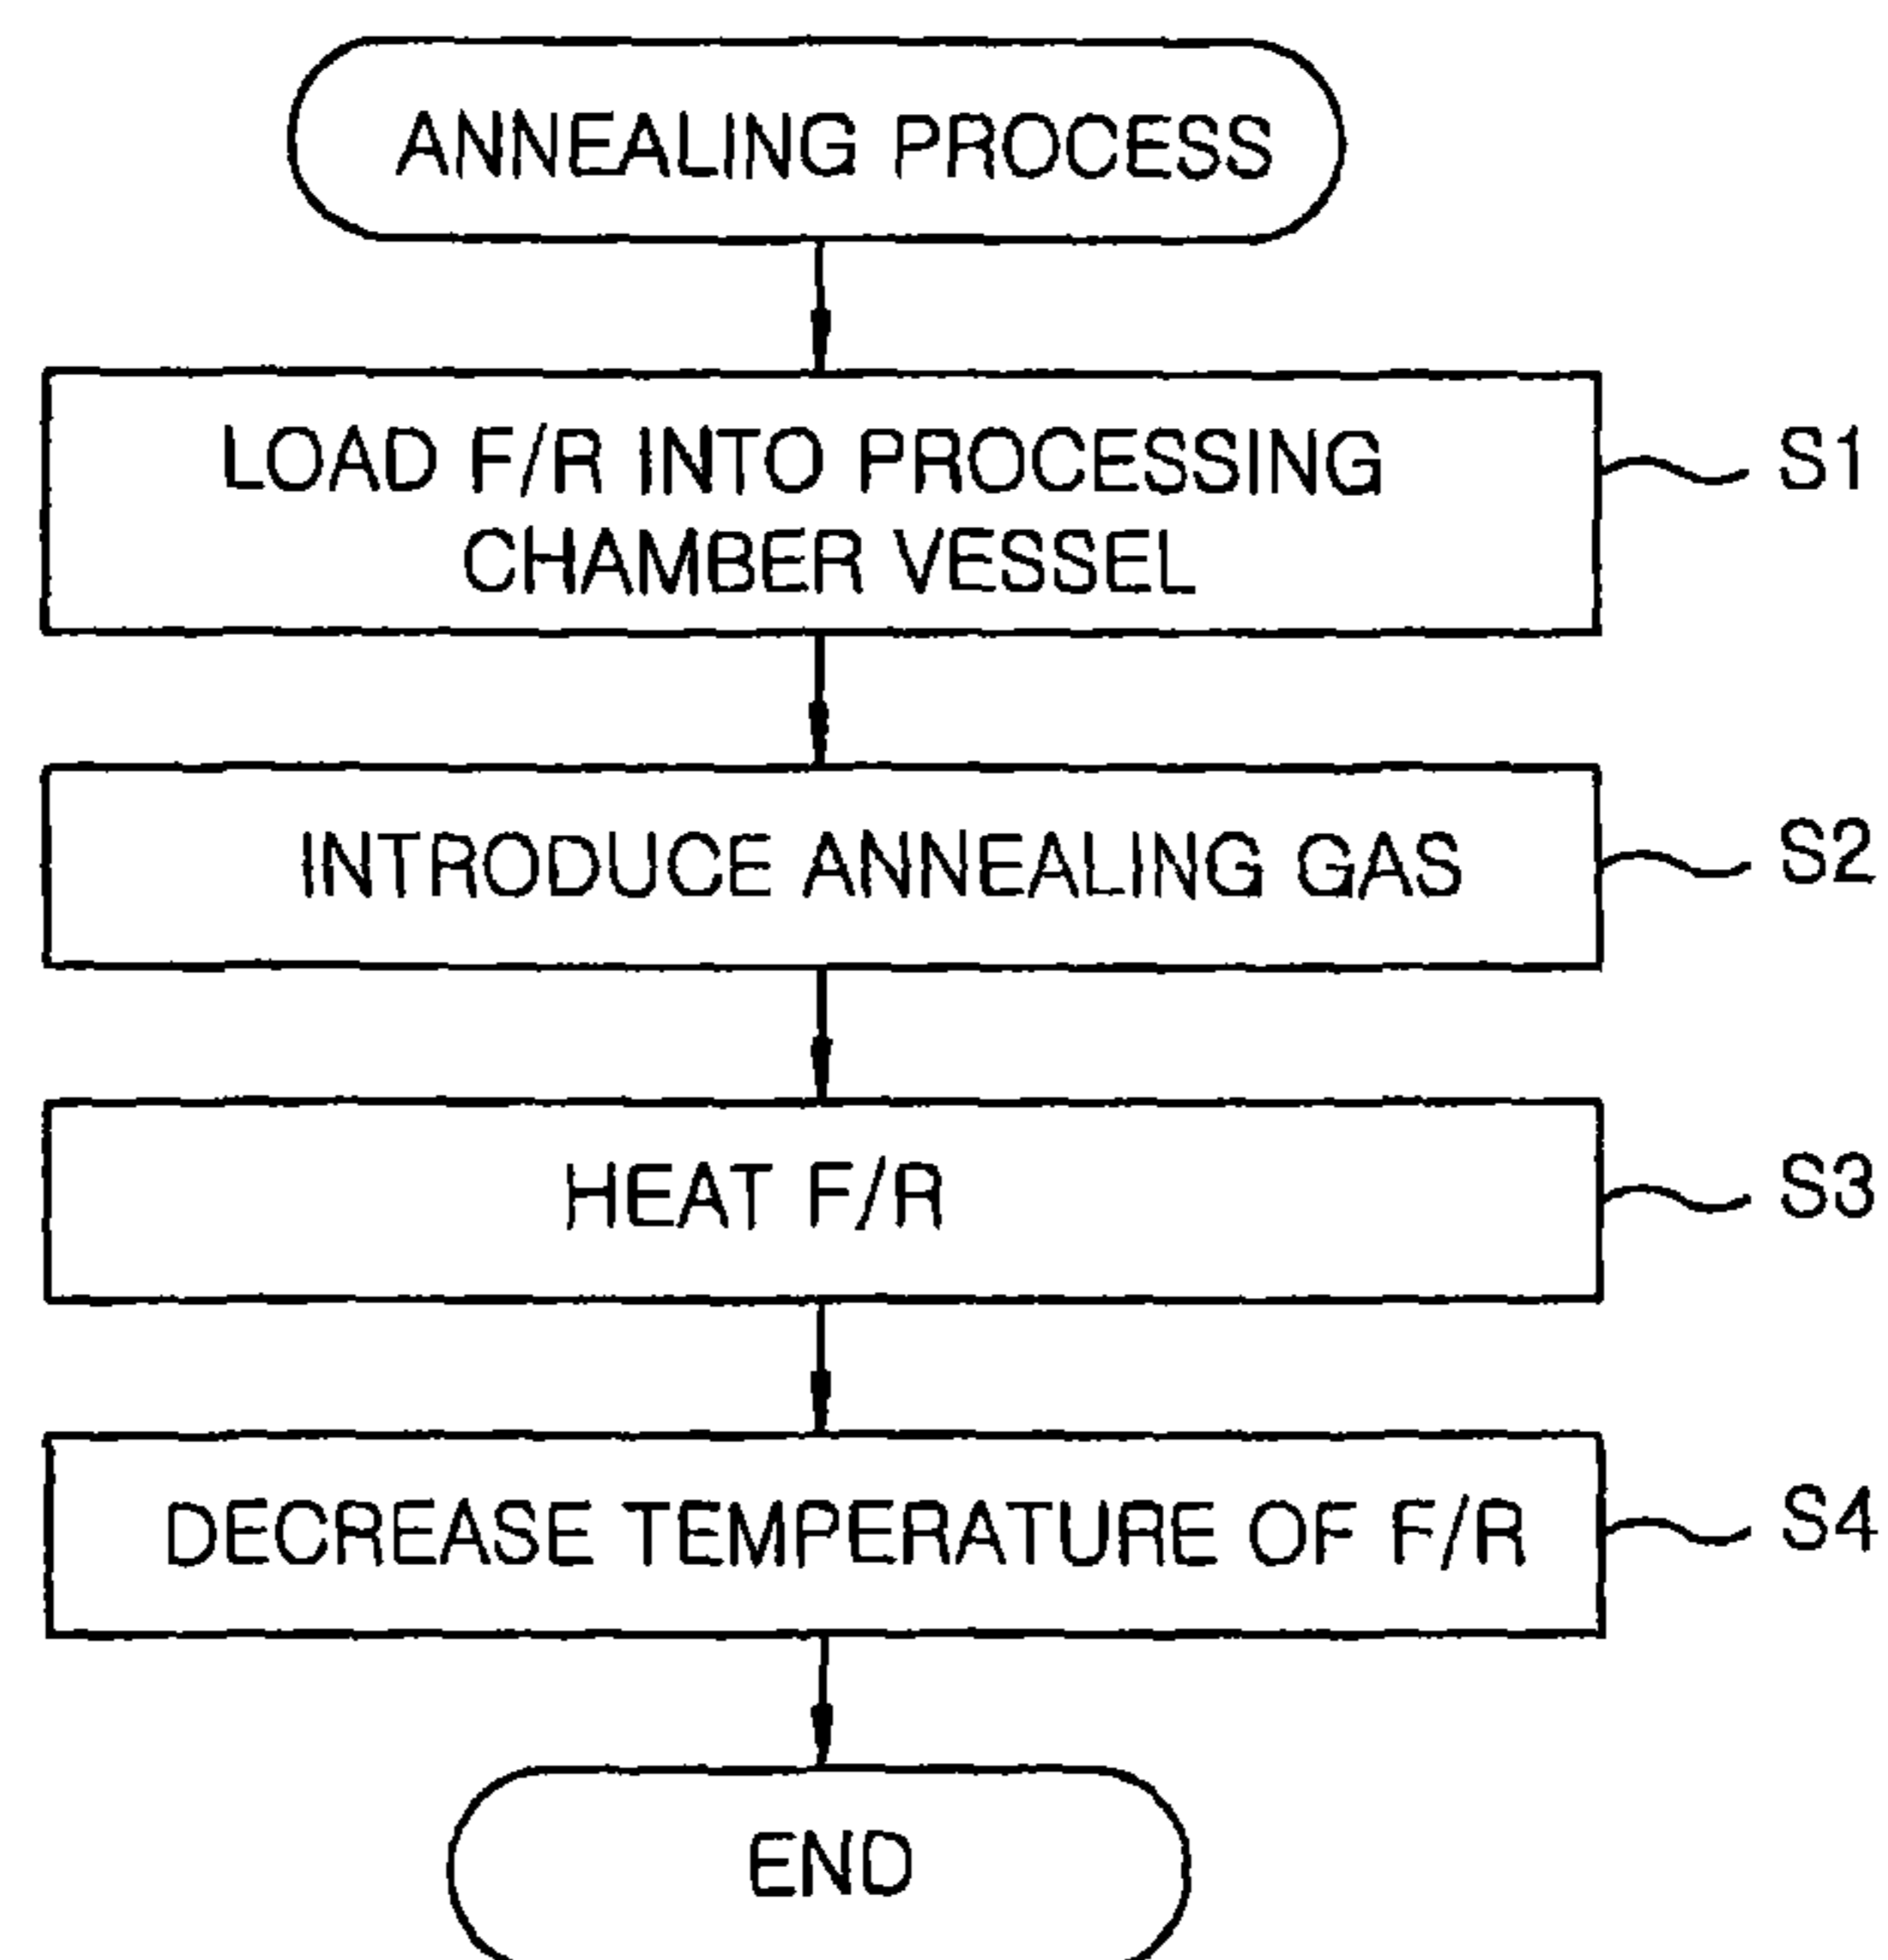 ANNEALING PROCESS
LOAD F/R INTO PROCESSING
CHAMBER VESSEL
S1
INTRODUCE ANNEALING GAS
S2
HEAT F/R
S3
DECREASE TEMPERATURE OF F/R
S4
END